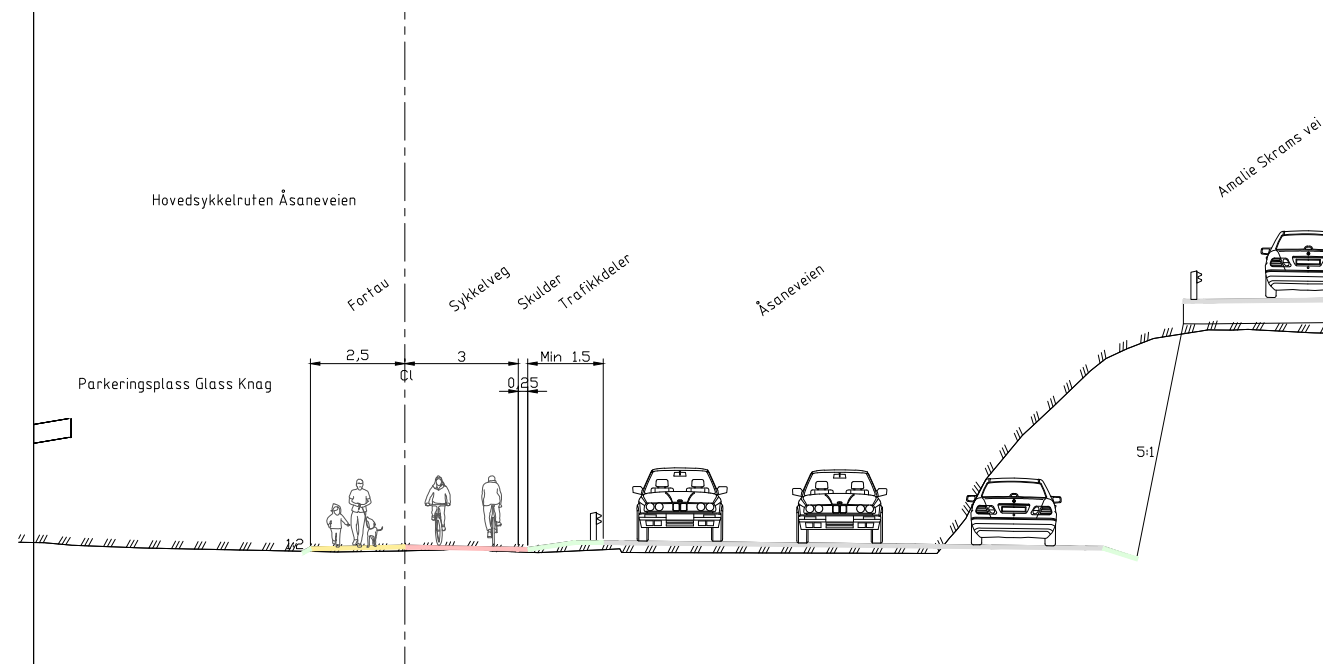 Amalie Skrams vei
Hovedsykkelruten Åsaneveien
Fortau
Sykkelveg
Skulder
Trafikkdeler
Åsaneveien
2,5
3
Min 1.5
Cl
0,25
Parkeringsplass Glass Knag
5:1
1:2